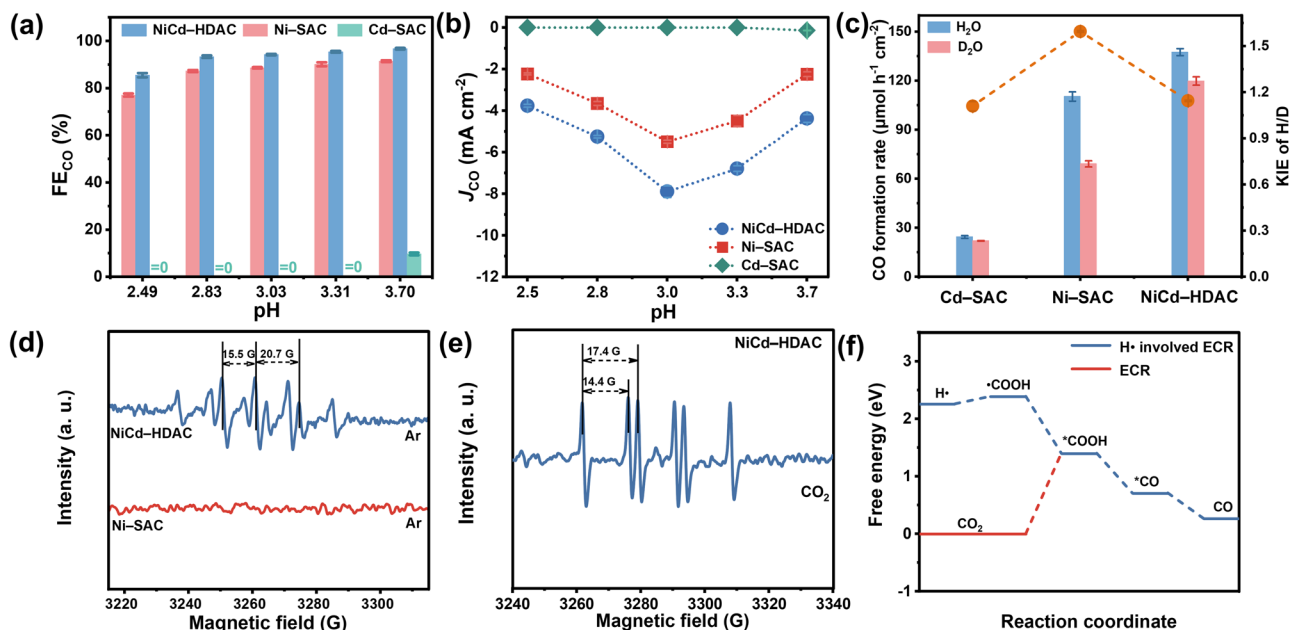 (a)
NiCd–HDAC Ni–SAC Cd–SAC
100
80
60
40
20
0
FE_CO (%)
=0 =0 =0 =0
2.49 2.83 3.03 3.31 3.70
pH
(b)
0
-2
-4
-6
-8
-10
-12
J_CO (mA cm⁻²)
NiCd–HDAC
Ni–SAC
Cd–SAC
2.5 2.8 3.0 3.3 3.7
pH
(c)
H₂O
D₂O
150
120
90
60
30
0
CO formation rate (μmol h⁻¹ cm⁻²)
1.5
1.2
0.9
0.6
0.3
0.0
KIE of H/D
Cd–SAC Ni–SAC NiCd–HDAC
(d)
15.5 G 20.7 G
NiCd–HDAC Ar
Ni–SAC Ar
Intensity (a. u.)
3220 3240 3260 3280 3300
Magnetic field (G)
(e)
NiCd–HDAC
17.4 G
14.4 G
CO₂
Intensity (a. u.)
3240 3260 3280 3300 3320 3340
Magnetic field (G)
(f)
H• involved ECR
ECR
3
2
1
0
-1
Free energy (eV)
H•
•COOH
*COOH
*CO
CO
CO₂
Reaction coordinate